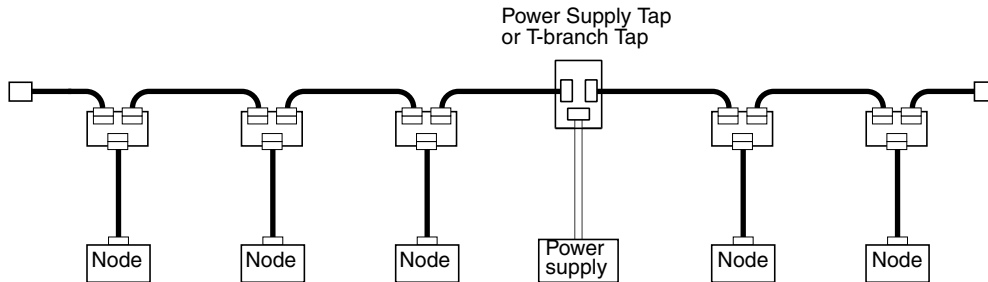 Power Supply Tap
or T-branch Tap
Node
Node
Node
Power
supply
Node
Node